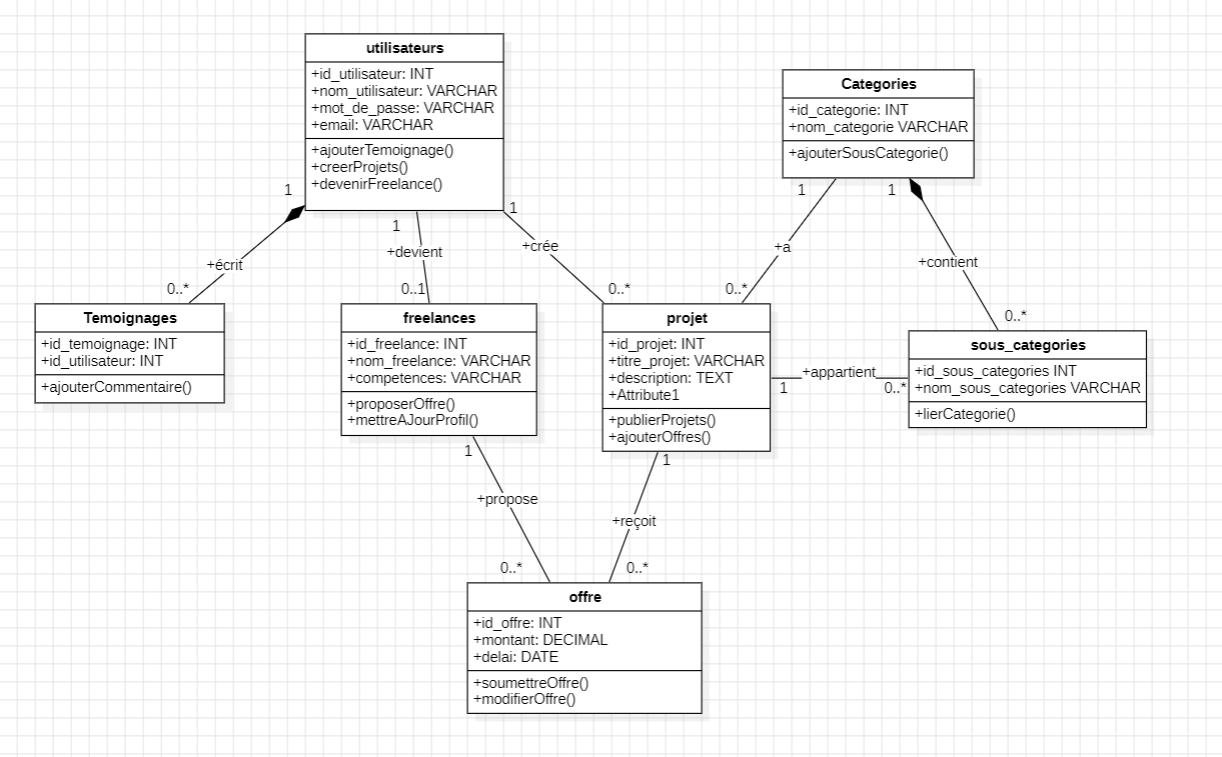 utilisateurs
+id_utilisateur: INT
+nom_utilisateur: VARCHAR
+mot_de_passe: VARCHAR
+email: VARCHAR
+ajouterTemoignage()
+creerProjets()
+devenirFreelance()
Categories
+id_categorie: INT
+nom_categorie VARCHAR
+ajouterSousCategorie()
1
1
1
1
1
+écrit
+devient
+crée
+a
+contient
0..*
0..1
0..*
0..*
0..*
Temoignages
+id_temoignage: INT
+id_utilisateur: INT
+ajouterCommentaire()
freelances
+id_freelance: INT
+nom_freelance: VARCHAR
+competences: VARCHAR
+proposerOffre()
+mettreAJourProfil()
projet
+id_projet: INT
+titre_projet: VARCHAR
+description: TEXT
+Attribute1
+publierProjets()
+ajouterOffres()
+appartient
1
0..*
sous_categories
+id_sous_categories INT
+nom_sous_categories VARCHAR
+lierCategorie()
1
1
+propose
+reçoit
0..*
0..*
offre
+id_offre: INT
+montant: DECIMAL
+delai: DATE
+soumettreOffre()
+modifierOffre()